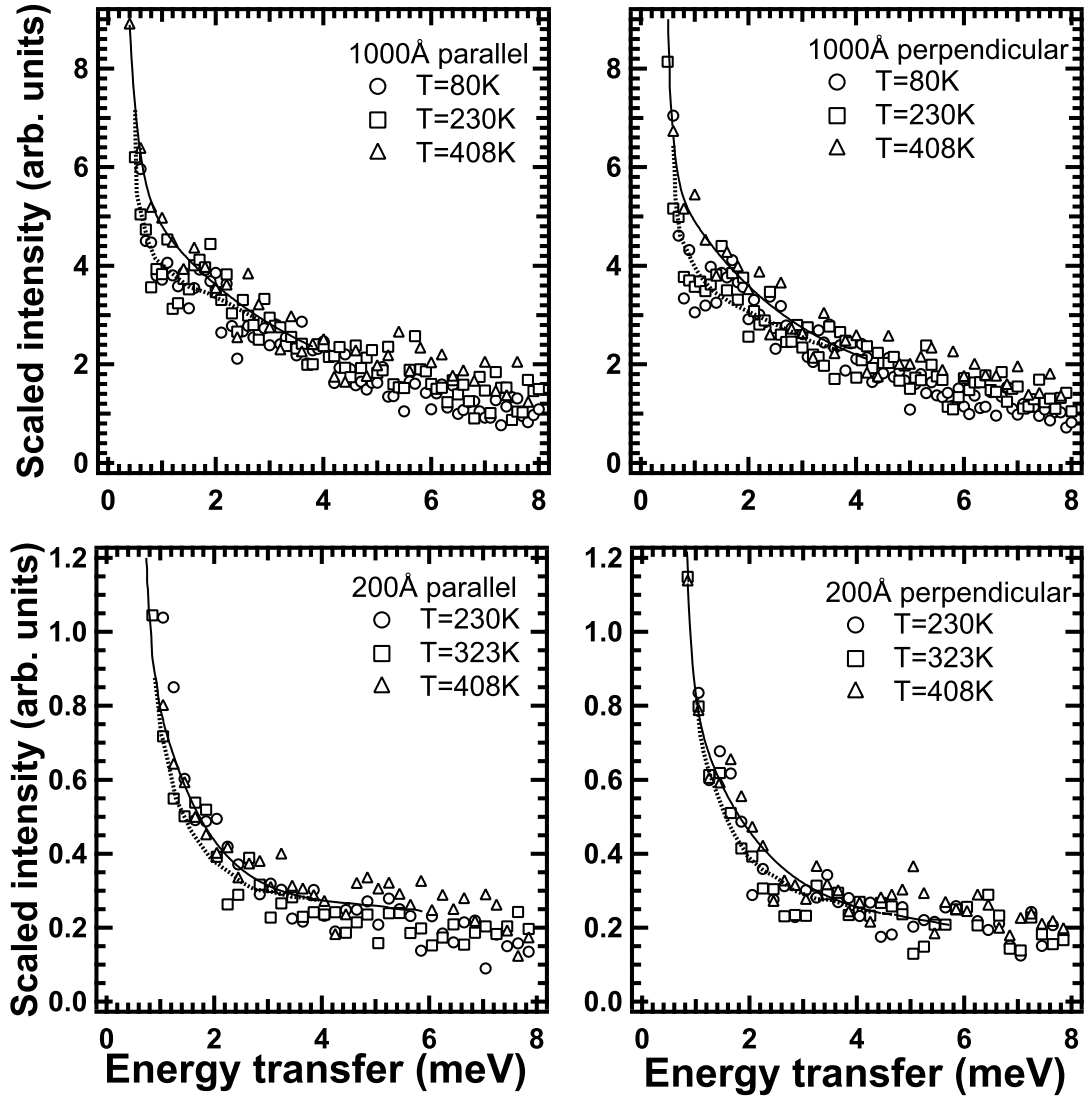 Scaled intensity (arb. units)
8
6
4
2
0
1000Å parallel
T=80K
T=230K
T=408K
0 2 4 6 8
8
6
4
2
0
1000Å perpendicular
T=80K
T=230K
T=408K
0 2 4 6 8
Scaled intensity (arb. units)
1.2
1.0
0.8
0.6
0.4
0.2
0.0
200Å parallel
T=230K
T=323K
T=408K
0 2 4 6 8
Energy transfer (meV)
1.2
1.0
0.8
0.6
0.4
0.2
0.0
200Å perpendicular
T=230K
T=323K
T=408K
0 2 4 6 8
Energy transfer (meV)